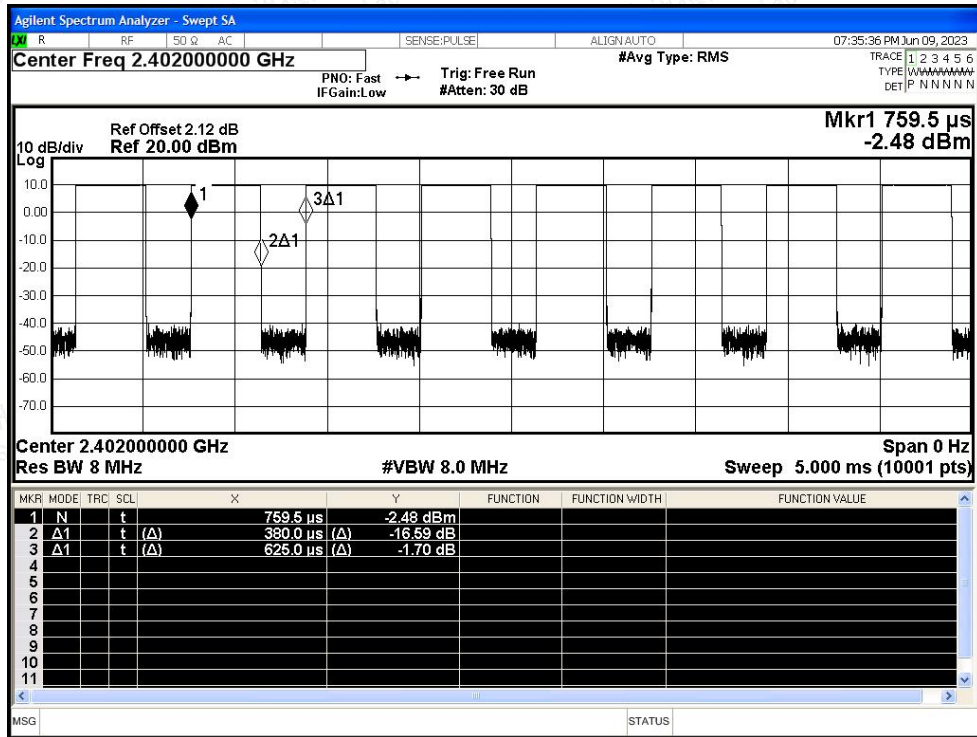 Agilent Spectrum Analyzer - Swept SA
LXI R RF 50 Ω AC SENSE:PULSE ALIGN AUTO 07:35:36 PM Jun 09, 2023
Center Freq 2.402000000 GHz #Avg Type: RMS TRACE 1 2 3 4 5 6
PNO: Fast Trig: Free Run TYPE WWWWWW
IFGain:Low #Atten: 30 dB DET P N N N N N
Ref Offset 2.12 dB Mkr1 759.5 µs
10 dB/div Ref 20.00 dBm -2.48 dBm
Log
10.0
1 3Δ1
0.00
-10.0
2Δ1
-20.0
-30.0
-40.0
-50.0
-60.0
-70.0
Center 2.402000000 GHz Span 0 Hz
Res BW 8 MHz #VBW 8.0 MHz Sweep 5.000 ms (10001 pts)
MKR MODE TRC SCL X Y FUNCTION FUNCTION WIDTH FUNCTION VALUE
1 N t 759.5 µs -2.48 dBm
2 Δ1 t (Δ) 380.0 µs (Δ) -16.59 dB
3 Δ1 t (Δ) 625.0 µs (Δ) -1.70 dB
4
5
6
7
8
9
10
11
MSG STATUS